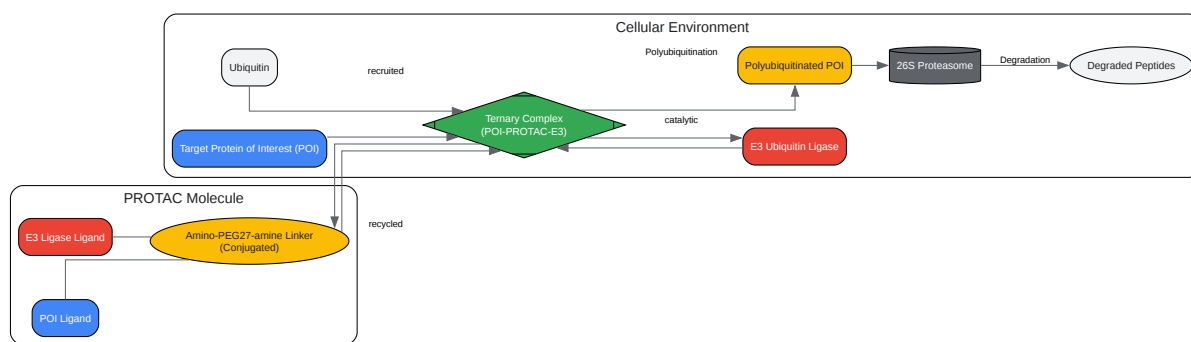 Cellular Environment
Ubiquitin
recruited
Polyubiquitination
Polyubiquitinated POI
26S Proteasome
Degradation
Degraded Peptides
Ternary Complex
(POI-PROTAC-E3)
catalytic
Target Protein of Interest (POI)
E3 Ubiquitin Ligase
PROTAC Molecule
E3 Ligase Ligand
Amino-PEG27-amine Linker
(Conjugated)
recycled
POI Ligand